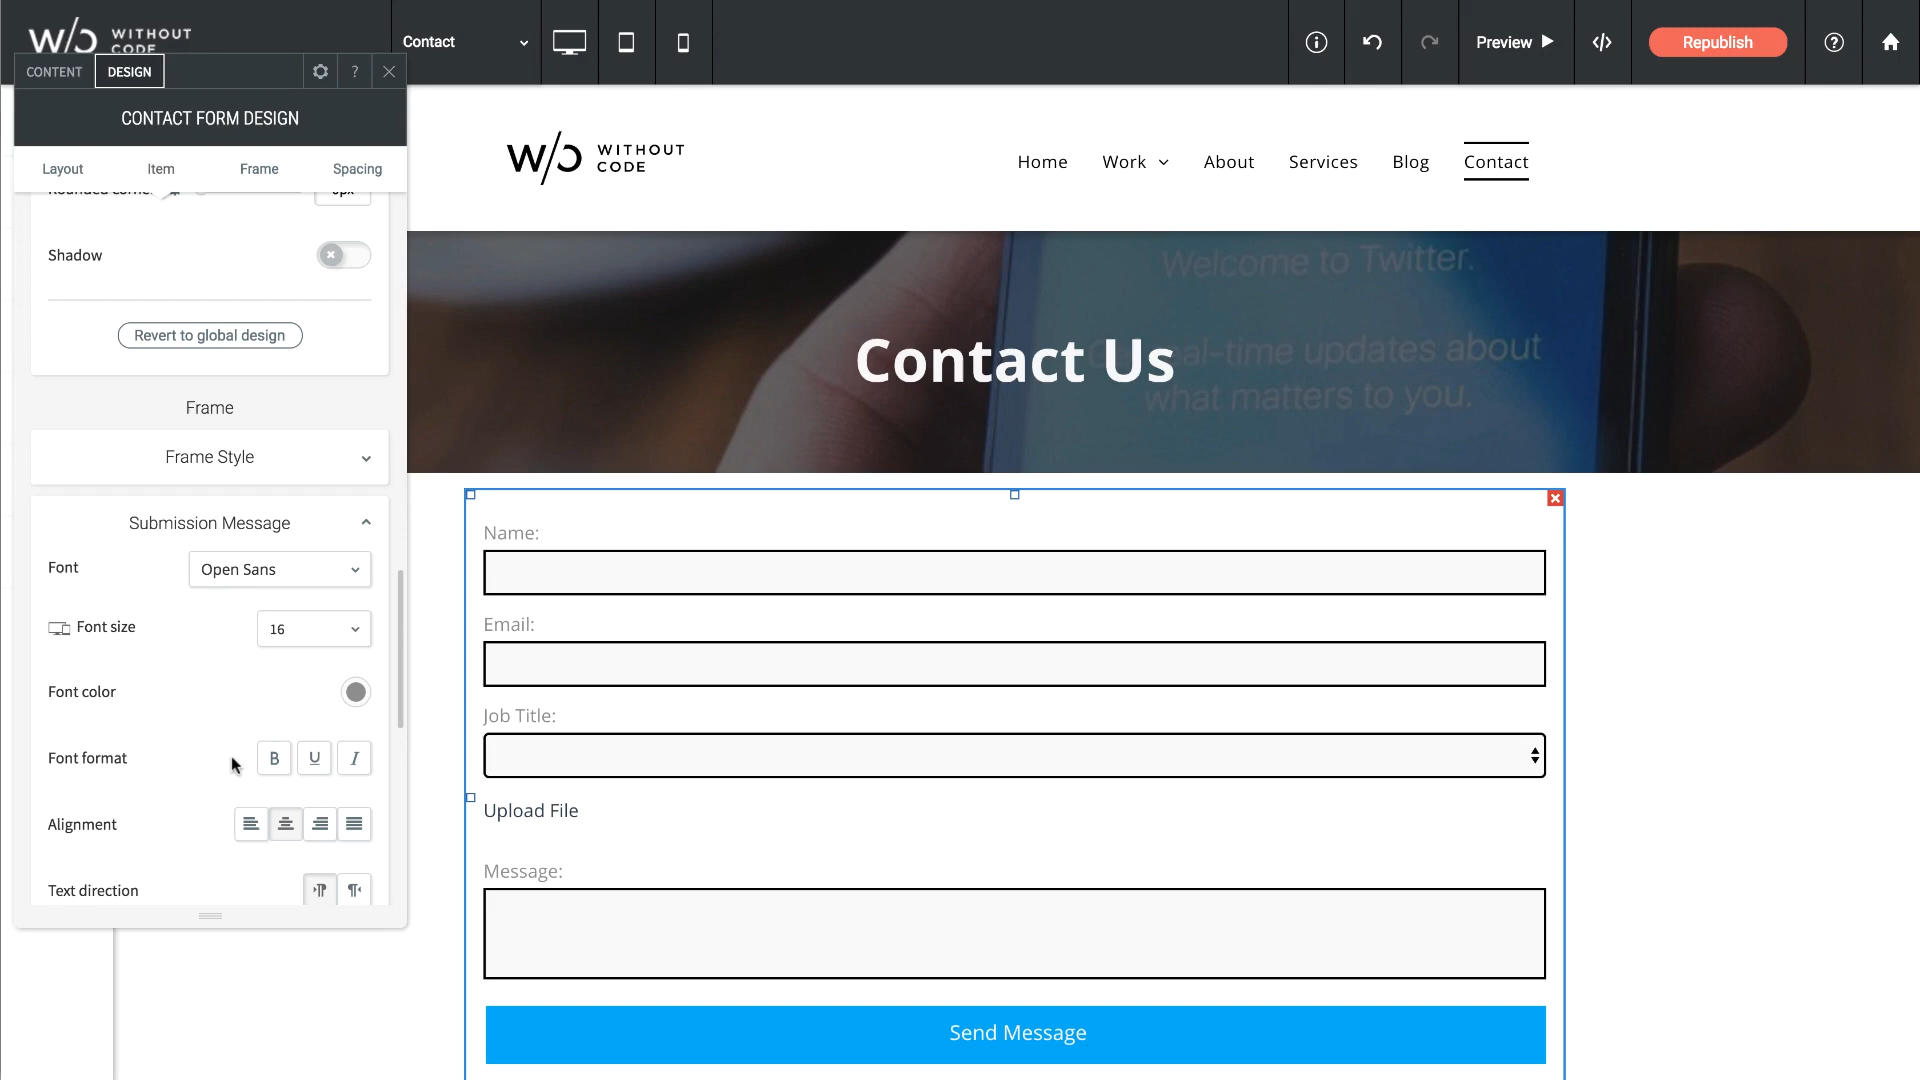 WITHOUT
CODE
Contact
Preview
Republish
CONTENT
DESIGN
?
CONTACT FORM DESIGN
Layout
Item
Frame
Spacing
0px
Shadow
Revert to global design
Frame
Frame Style
Submission Message
Font
Open Sans
Font size
16
Font color
Font format
B
U
I
Alignment
Text direction
WITHOUT
CODE
Home
Work
About
Services
Blog
Contact
Welcome to Twitter.
Contact Us
real-time updates about
what matters to you.
Name:
Email:
Job Title:
Upload File
Message:
Send Message